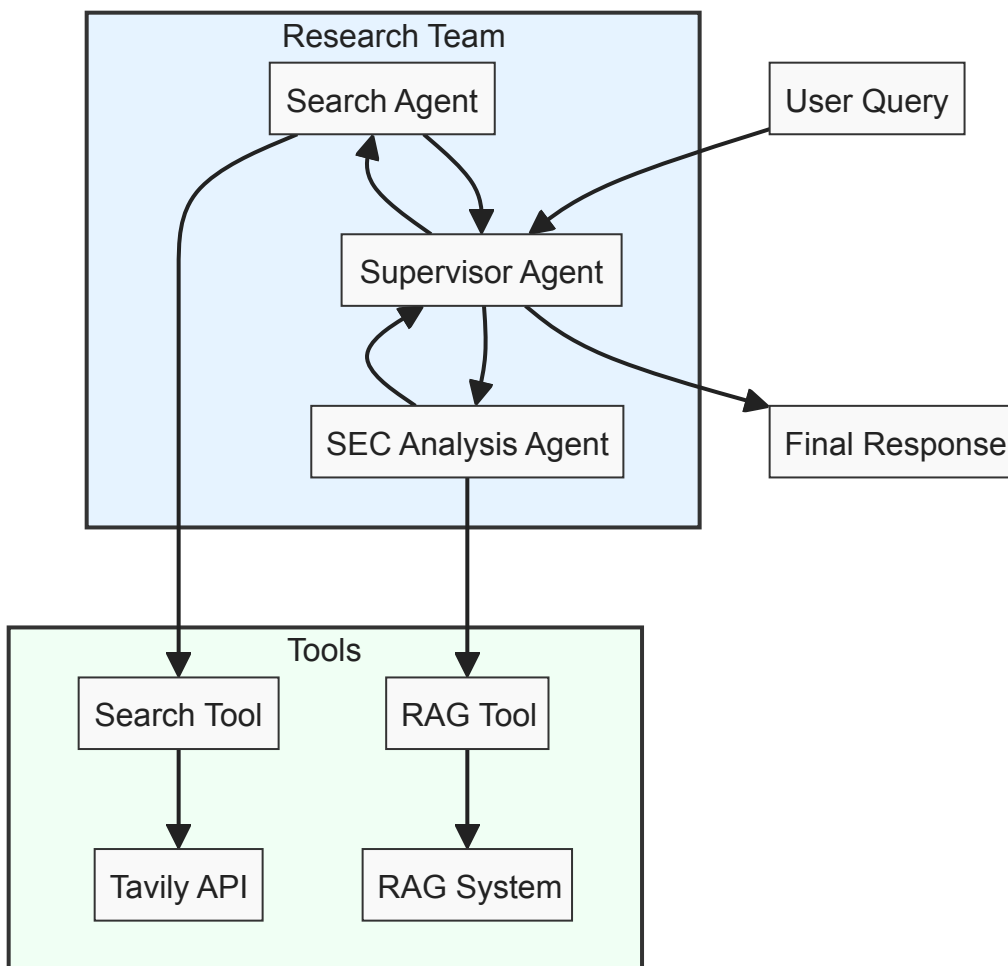 Research Team
Search Agent
User Query
Supervisor Agent
SEC Analysis Agent
Final Response
Tools
Search Tool
RAG Tool
Tavily API
RAG System